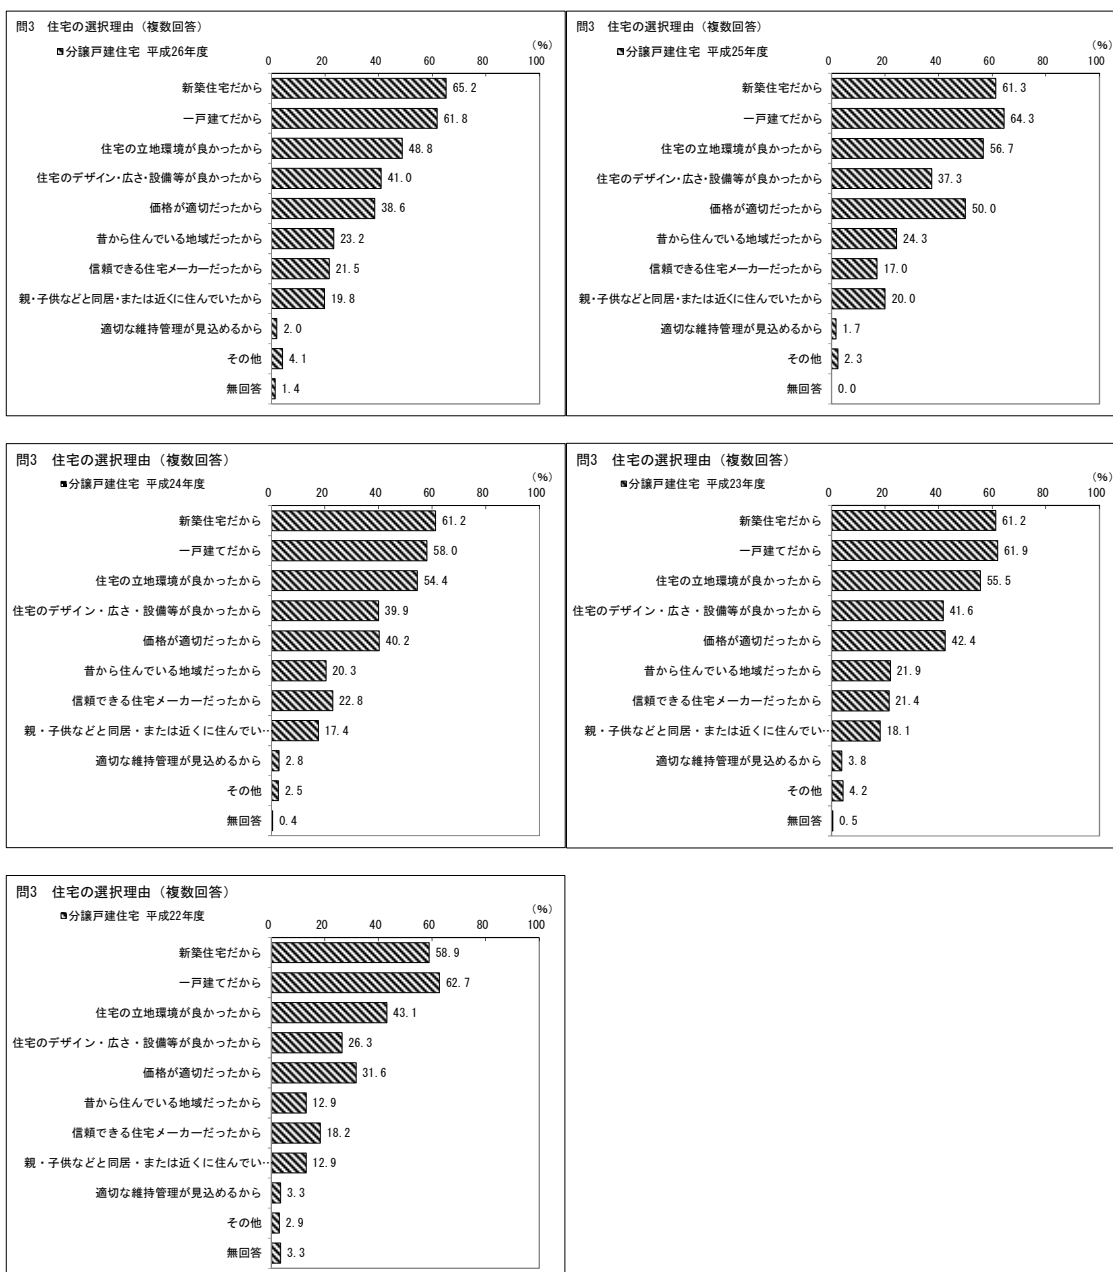 問3　住宅の選択理由（複数回答）
分譲戸建住宅 平成26年度
(%)
0 20 40 60 80 100
新築住宅だから 65.2
一戸建てだから 61.8
住宅の立地環境が良かったから 48.8
住宅のデザイン・広さ・設備等が良かったから 41.0
価格が適切だったから 38.6
昔から住んでいる地域だったから 23.2
信頼できる住宅メーカーだったから 21.5
親・子供などと同居・または近くに住んでいたから 19.8
適切な維持管理が見込めるから 2.0
その他 4.1
無回答 1.4
問3　住宅の選択理由（複数回答）
分譲戸建住宅 平成25年度
(%)
0 20 40 60 80 100
新築住宅だから 61.3
一戸建てだから 64.3
住宅の立地環境が良かったから 56.7
住宅のデザイン・広さ・設備等が良かったから 37.3
価格が適切だったから 50.0
昔から住んでいる地域だったから 24.3
信頼できる住宅メーカーだったから 17.0
親・子供などと同居・または近くに住んでいたから 20.0
適切な維持管理が見込めるから 1.7
その他 2.3
無回答 0.0
問3　住宅の選択理由（複数回答）
分譲戸建住宅 平成24年度
(%)
0 20 40 60 80 100
新築住宅だから 61.2
一戸建てだから 58.0
住宅の立地環境が良かったから 54.4
住宅のデザイン・広さ・設備等が良かったから 39.9
価格が適切だったから 40.2
昔から住んでいる地域だったから 20.3
信頼できる住宅メーカーだったから 22.8
親・子供などと同居・または近くに住んでい… 17.4
適切な維持管理が見込めるから 2.8
その他 2.5
無回答 0.4
問3　住宅の選択理由（複数回答）
分譲戸建住宅 平成23年度
(%)
0 20 40 60 80 100
新築住宅だから 61.2
一戸建てだから 61.9
住宅の立地環境が良かったから 55.5
住宅のデザイン・広さ・設備等が良かったから 41.6
価格が適切だったから 42.4
昔から住んでいる地域だったから 21.9
信頼できる住宅メーカーだったから 21.4
親・子供などと同居・または近くに住んでい… 18.1
適切な維持管理が見込めるから 3.8
その他 4.2
無回答 0.5
問3　住宅の選択理由（複数回答）
分譲戸建住宅 平成22年度
(%)
0 20 40 60 80 100
新築住宅だから 58.9
一戸建てだから 62.7
住宅の立地環境が良かったから 43.1
住宅のデザイン・広さ・設備等が良かったから 26.3
価格が適切だったから 31.6
昔から住んでいる地域だったから 12.9
信頼できる住宅メーカーだったから 18.2
親・子供などと同居・または近くに住んでい… 12.9
適切な維持管理が見込めるから 3.3
その他 2.9
無回答 3.3